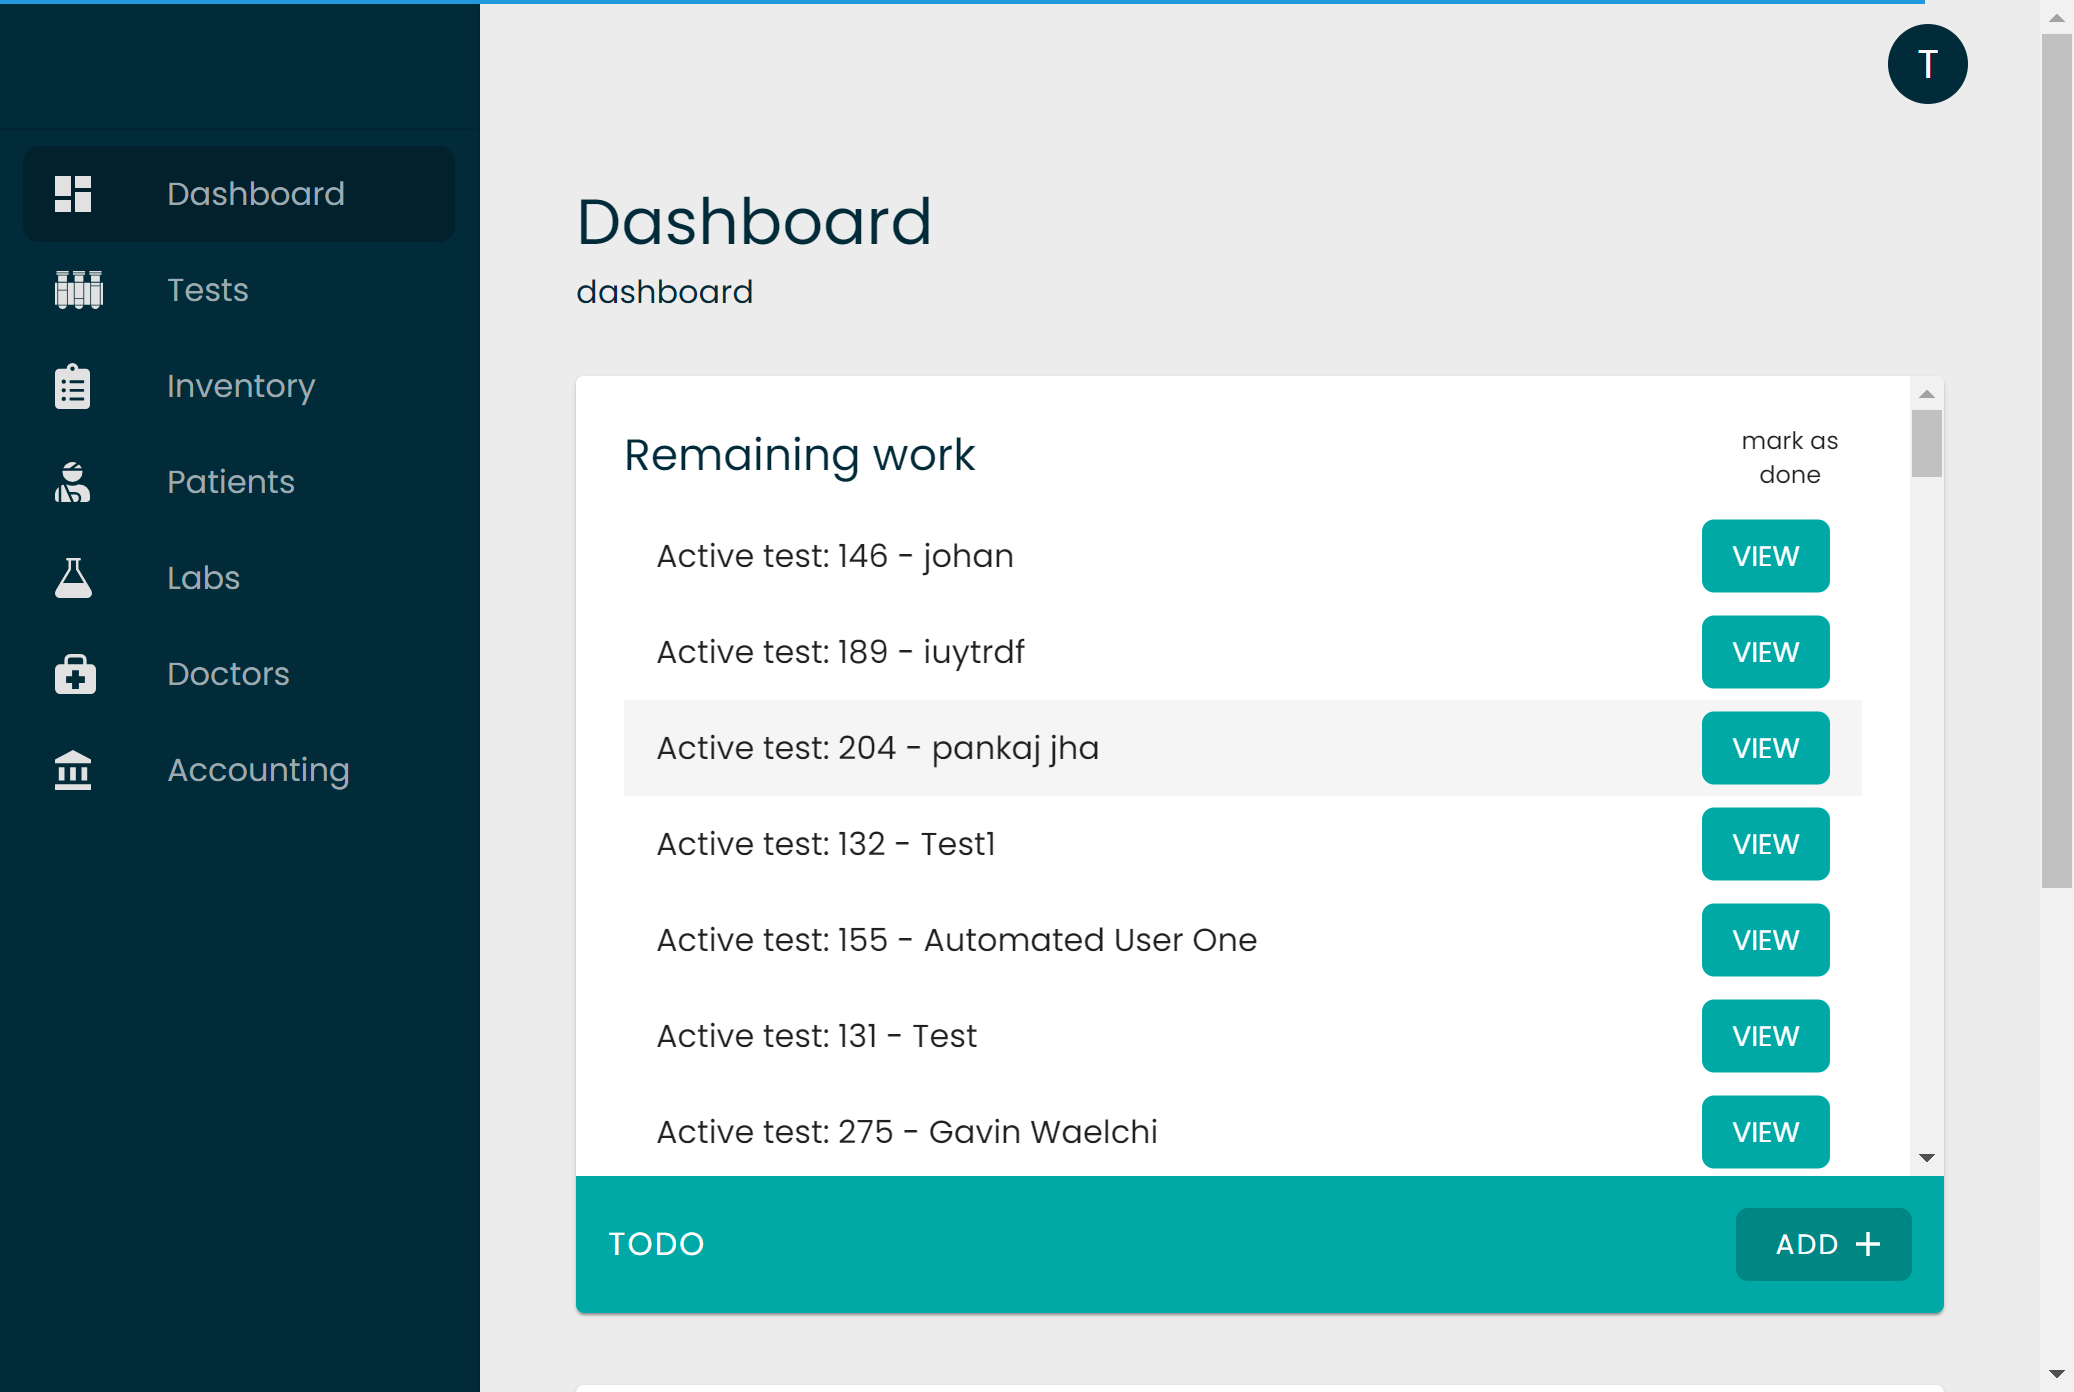 T
Dashboard
Tests
Inventory
Patients
Labs
Doctors
Accounting
Dashboard
dashboard
Remaining work
mark as
done
Active test: 146 - johan
VIEW
Active test: 189 - iuytrdf
VIEW
Active test: 204 - pankaj jha
VIEW
Active test: 132 - Test1
VIEW
Active test: 155 - Automated User One
VIEW
Active test: 131 - Test
VIEW
Active test: 275 - Gavin Waelchi
VIEW
TODO
ADD +